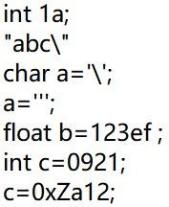 int 1a;
"abc\"
char a='\';
a=''';
float b=123ef ;
int c=0921;
c=0xZa12;